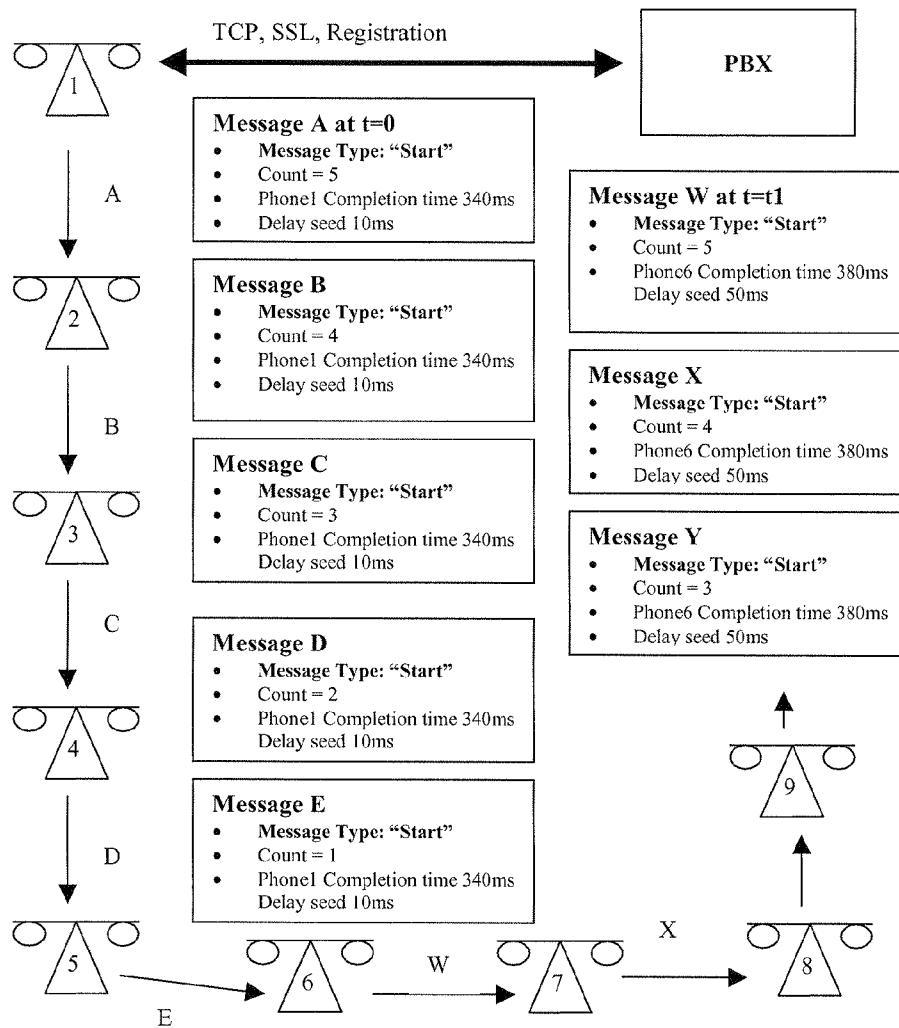 TCP, SSL, Registration
PBX
1
A
Message A at t=0
• Message Type: "Start"
• Count = 5
• Phone1 Completion time 340ms
• Delay seed 10ms
Message W at t=t1
• Message Type: "Start"
• Count = 5
• Phone6 Completion time 380ms
Delay seed 50ms
2
B
Message B
• Message Type: "Start"
• Count = 4
• Phone1 Completion time 340ms
• Delay seed 10ms
Message X
• Message Type: "Start"
• Count = 4
• Phone6 Completion time 380ms
• Delay seed 50ms
3
C
Message C
• Message Type: "Start"
• Count = 3
• Phone1 Completion time 340ms
Delay seed 10ms
Message Y
• Message Type: "Start"
• Count = 3
• Phone6 Completion time 380ms
• Delay seed 50ms
4
D
Message D
• Message Type: "Start"
• Count = 2
• Phone1 Completion time 340ms
Delay seed 10ms
9
Message E
• Message Type: "Start"
• Count = 1
• Phone1 Completion time 340ms
Delay seed 10ms
5
E
6
W
7
X
8